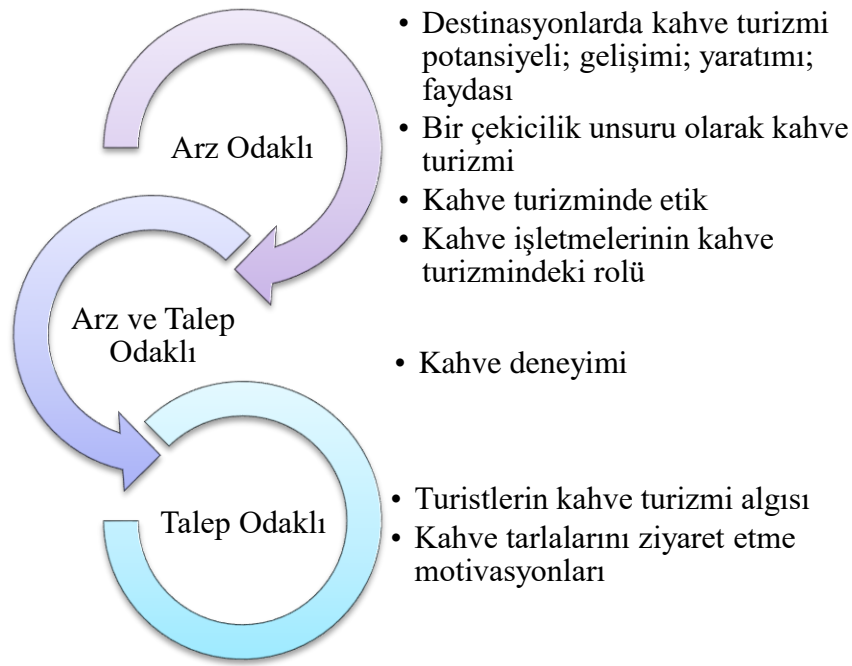 • Destinasyonlarda kahve turizmi
potansiyeli; gelişimi; yaratımı;
faydası
• Bir çekicilik unsuru olarak kahve
turizmi
• Kahve turizminde etik
• Kahve işletmelerinin kahve
turizmindeki rolü
Arz Odaklı
Arz ve Talep
Odaklı
• Kahve deneyimi
Talep Odaklı
• Turistlerin kahve turizmi algısı
• Kahve tarlalarını ziyaret etme
motivasyonları